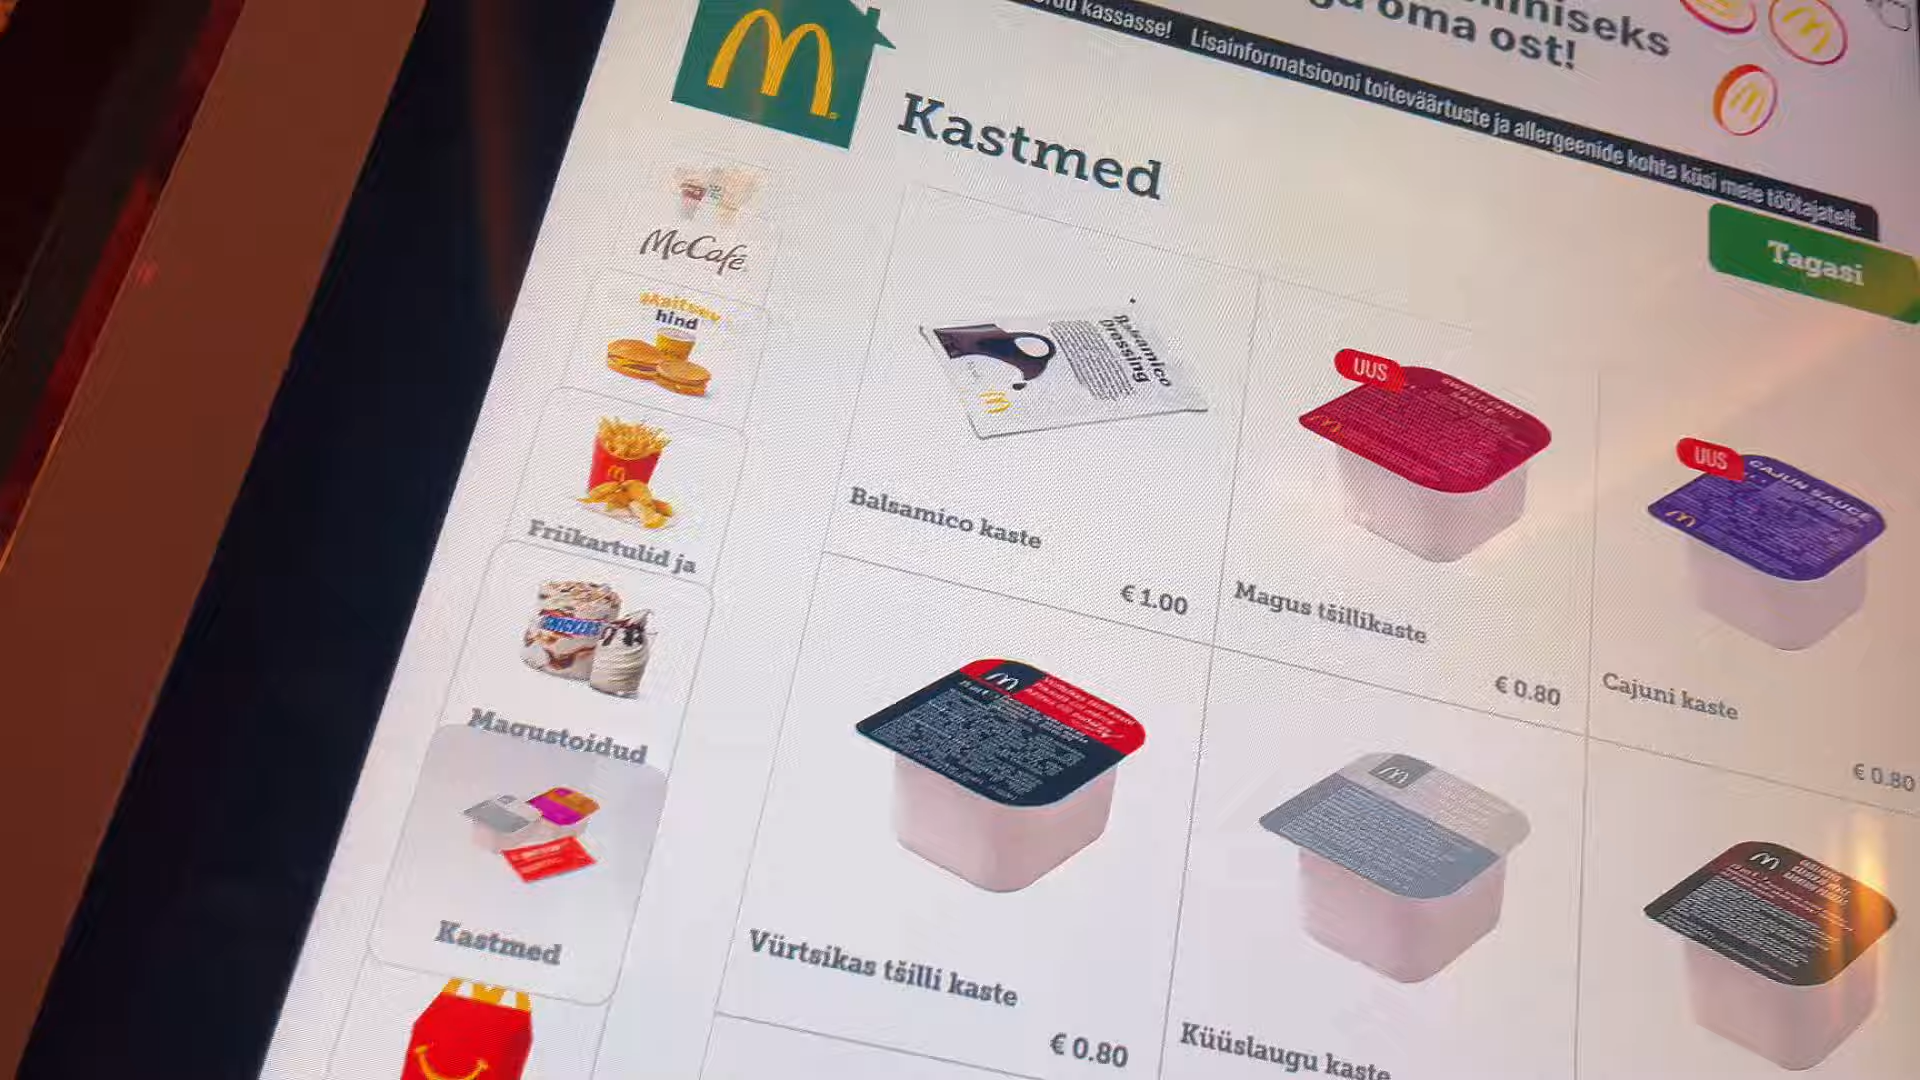 oma ost!
kassasse! Lisainformatsiooni toiteväärtuste ja allergeenide kohta küsi meie töötajatelt.
Kastmed
Tagasi
McCafé
hind
Friikartulid ja
SNICKERS
Magustoidud
Kastmed
Balsamico
Dressing
Balsamico kaste
€ 1.00
UUS
SWEET CHILI
SAUCE
Magus tšillikaste
€ 0.80
UUS
CAJUN SAUCE
Cajuni kaste
€ 0.80
Vürtsikas tšilli kaste
€ 0.80
Küüslaugu kaste